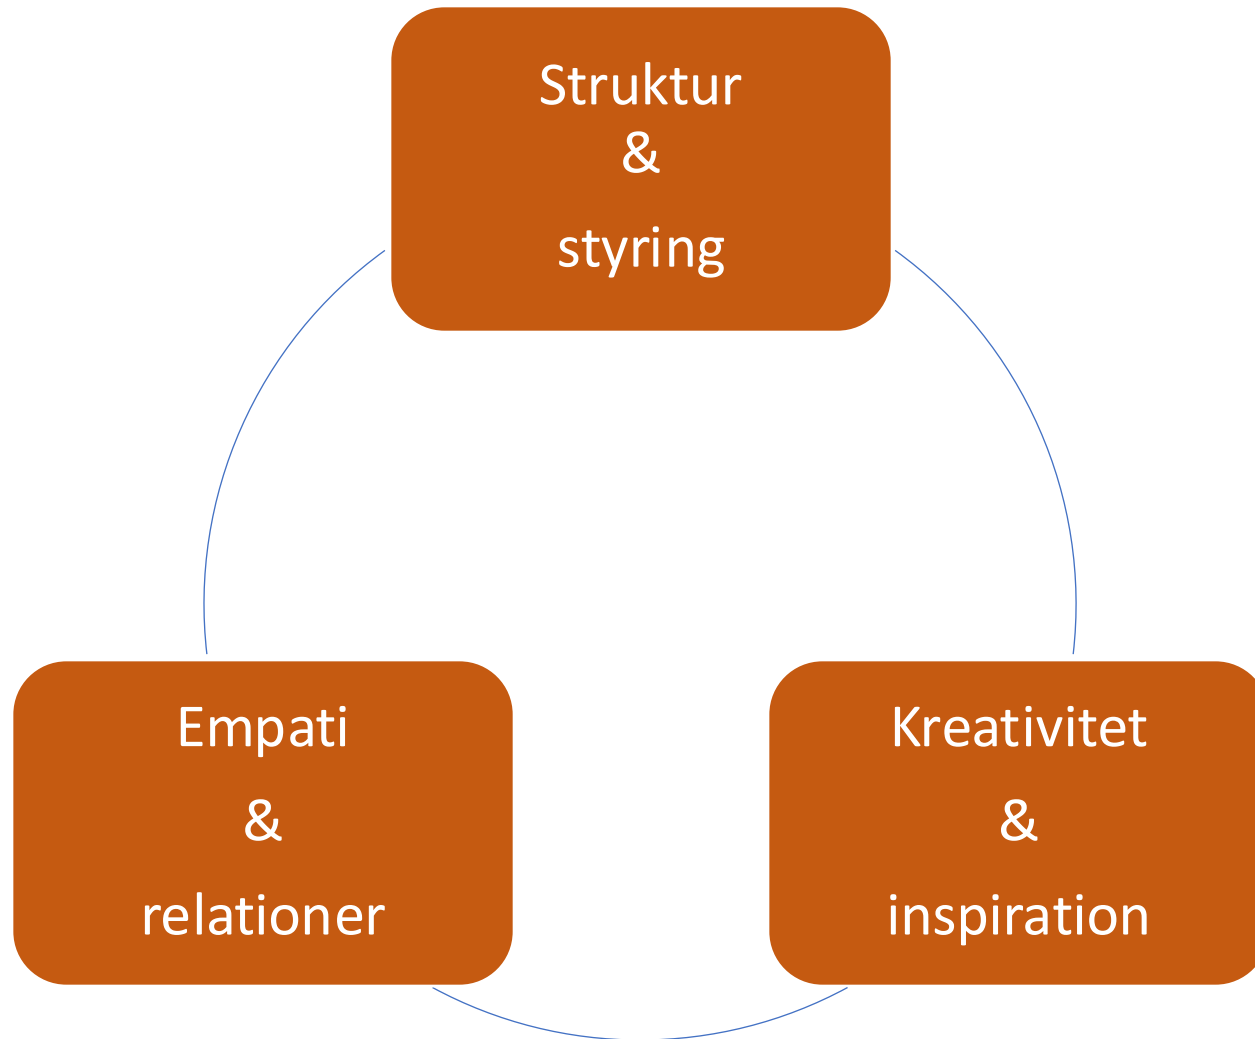 Struktur
&
styring
Empati
&
relationer
Kreativitet
&
inspiration